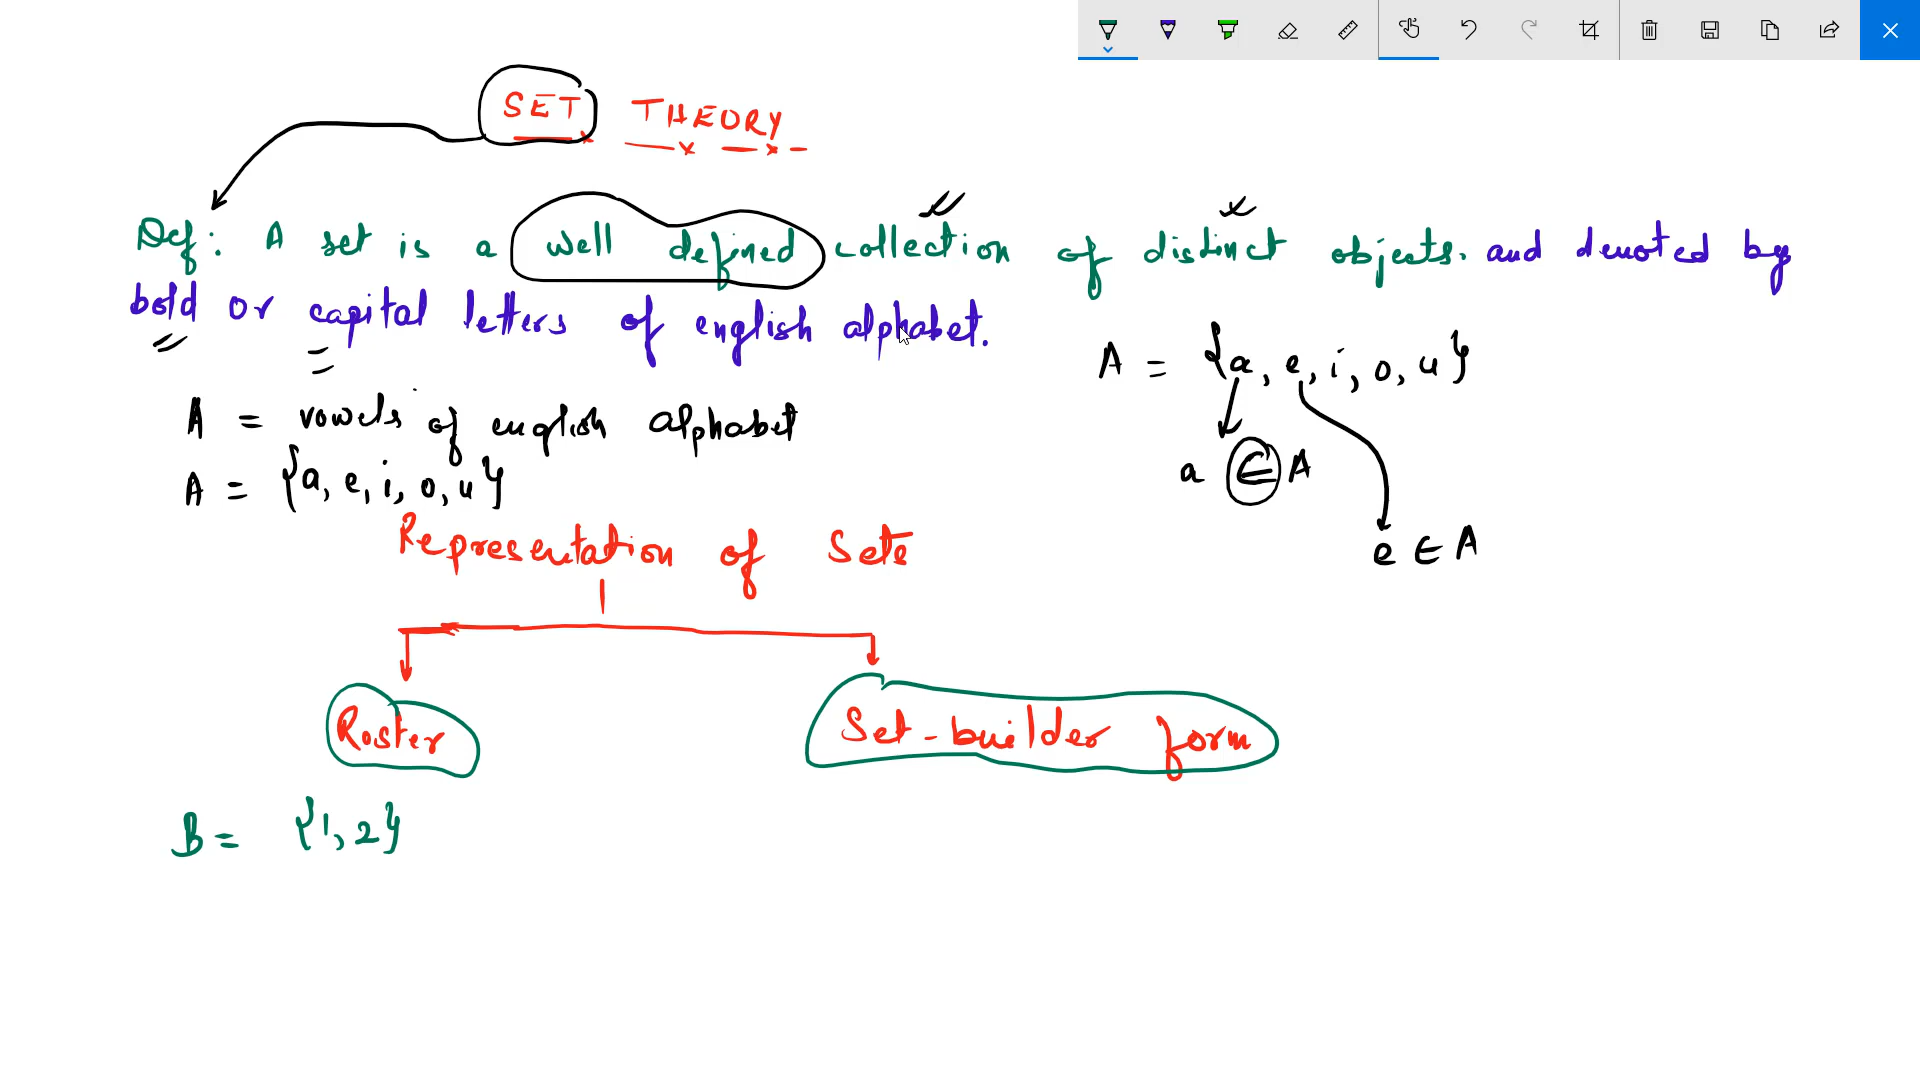 SET THEORY
Def: A set is a well defined collection of distinct objects. and denoted by
bold or capital letters of english alphabet.
A = {a, e, i, o, u}
A = vowels of english alphabet
a ∈ A
A = {a, e, i, o, u}
e ∈ A
Representation of Sets
Roster
Set-builder form
B = {1, 2}